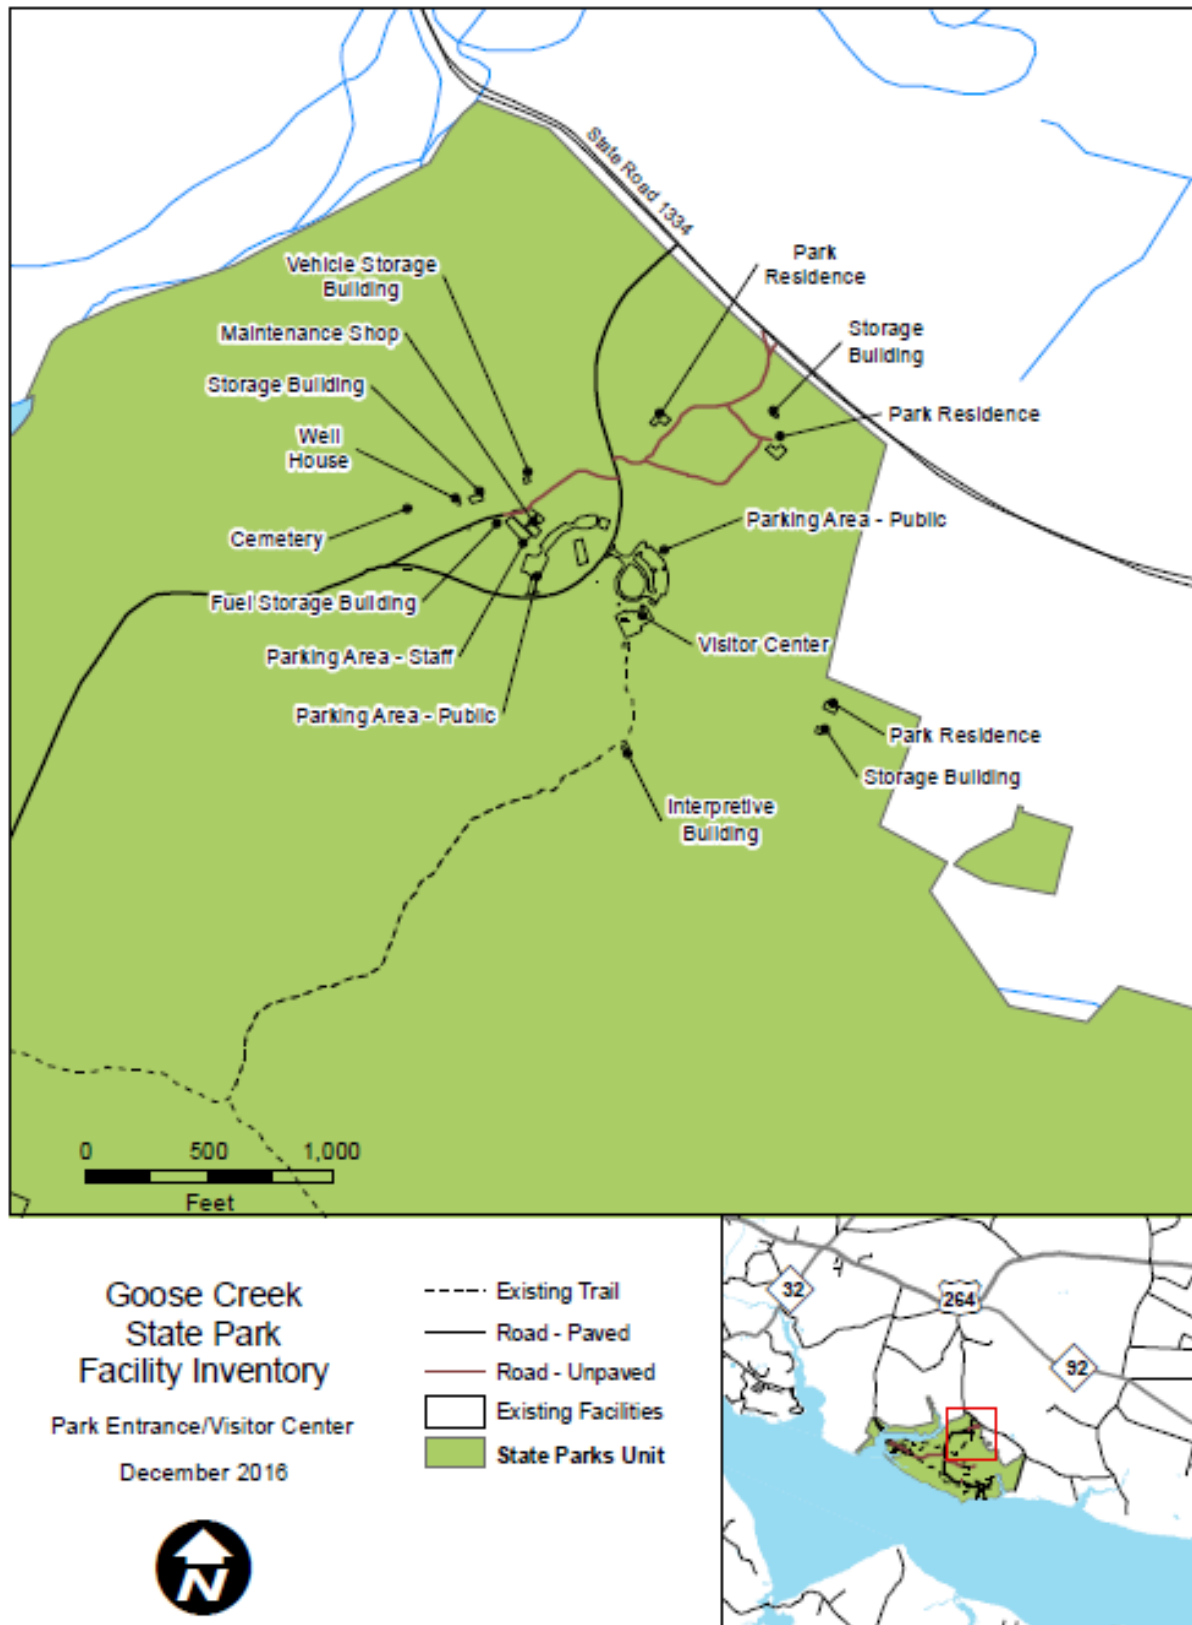 State Road 1334
Park
Residence
Vehicle Storage
Building
Storage
Building
Maintenance Shop
Storage Building
Park Residence
Well
House
Parking Area - Public
Cemetery
Fuel Storage Building
Visitor Center
Parking Area - Staff
Parking Area - Public
Park Residence
Storage Building
Interpretive
Building
0 500 1,000
Feet
Goose Creek
State Park
Facility Inventory
Park Entrance/Visitor Center
December 2016
N
Existing Trail
Road - Paved
Road - Unpaved
Existing Facilities
State Parks Unit
32
264
92